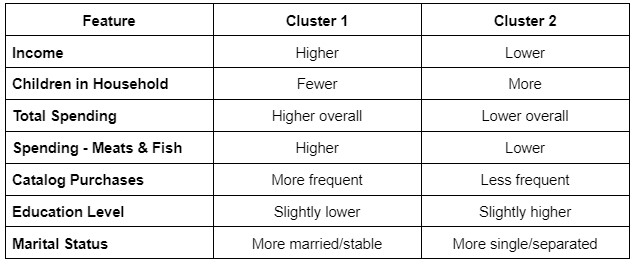 Feature Cluster 1 Cluster 2
Income Higher Lower
Children in Household Fewer More
Total Spending Higher overall Lower overall
Spending - Meats & Fish Higher Lower
Catalog Purchases More frequent Less frequent
Education Level Slightly lower Slightly higher
Marital Status More married/stable More single/separated